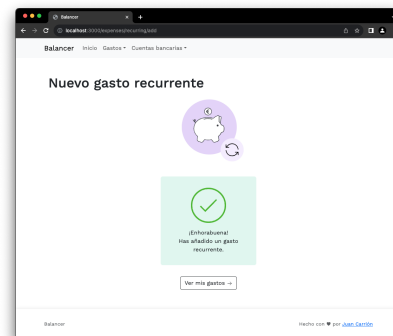 Balancer
localhost:3000/expenses/recurring/add
Balancer Inicio Gastos Cuentas bancarias
Nuevo gasto recurrente
¡Enhorabuena!
Has añadido un gasto
recurrente.
Ver mis gastos →
Balancer Hecho con ♥ por Juan Carrión